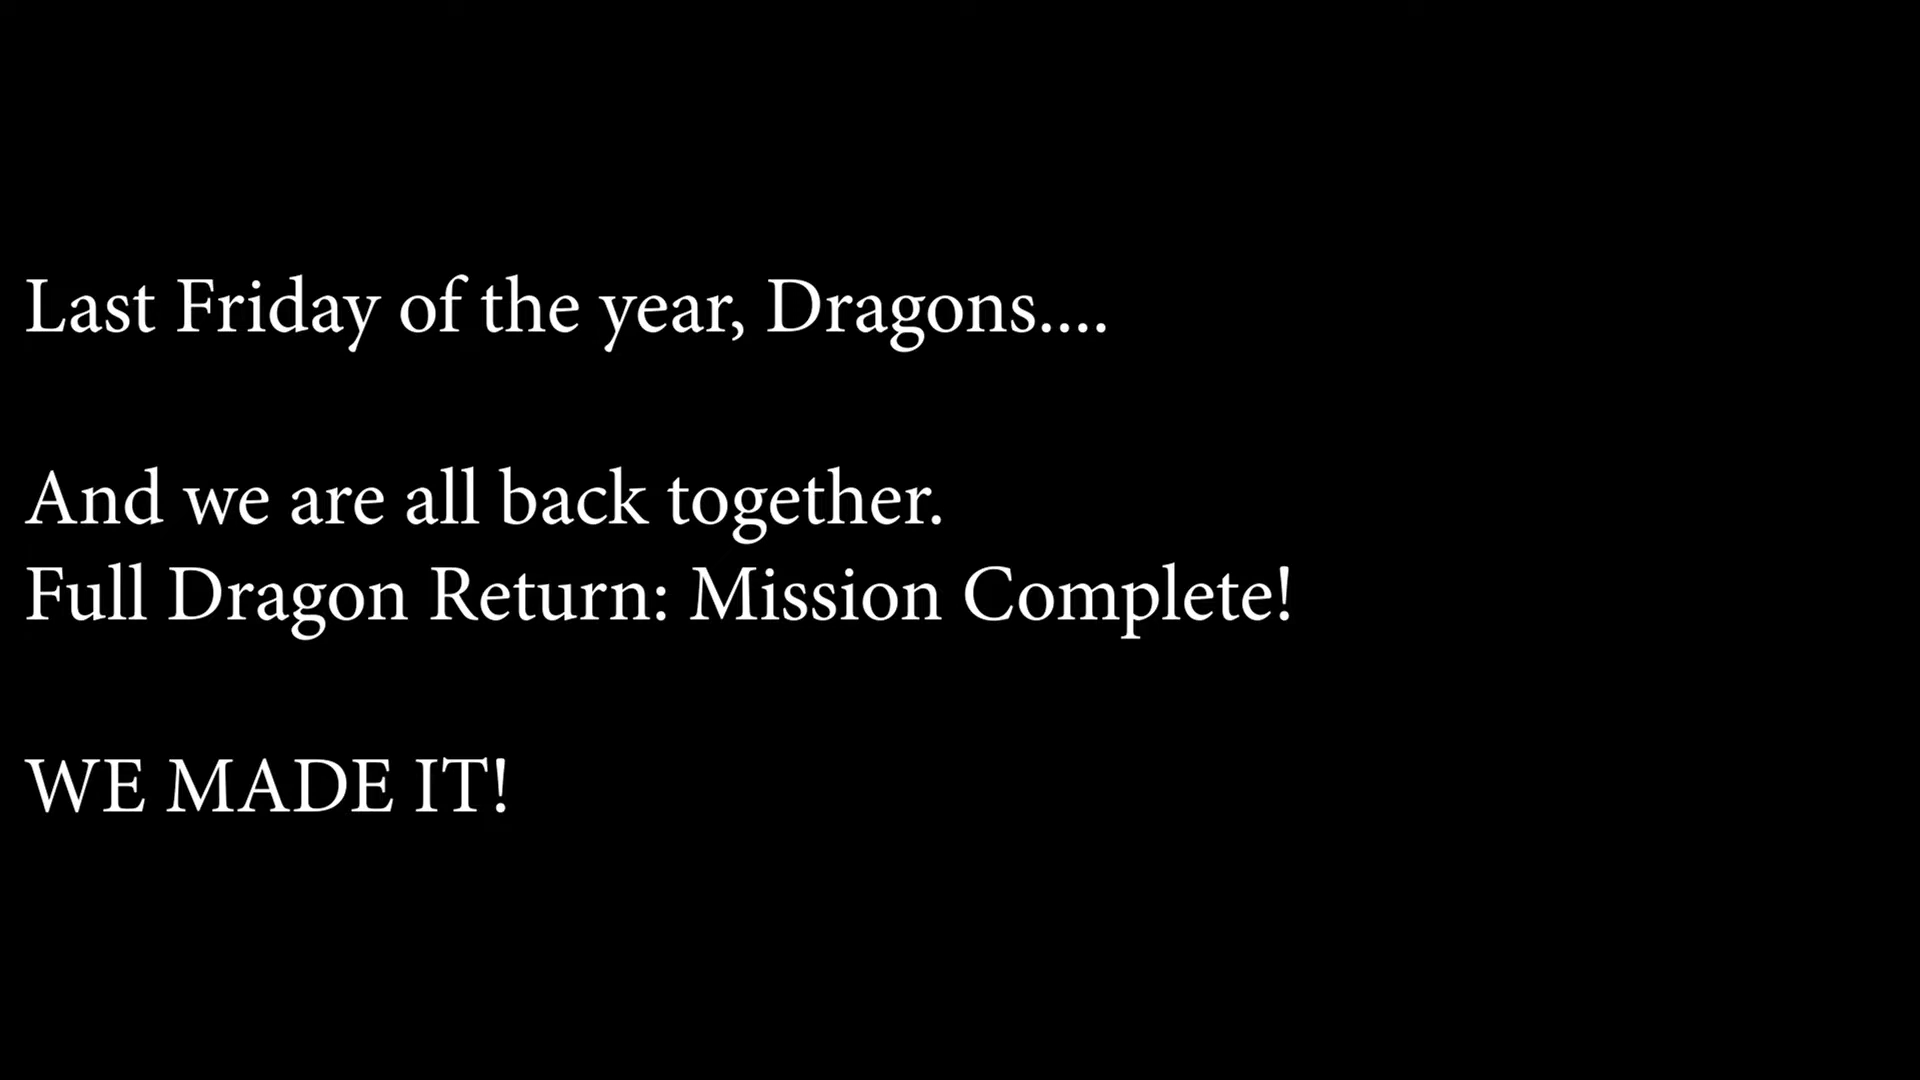 Last Friday of the year, Dragons....
And we are all back together.
Full Dragon Return: Mission Complete!
WE MADE IT!